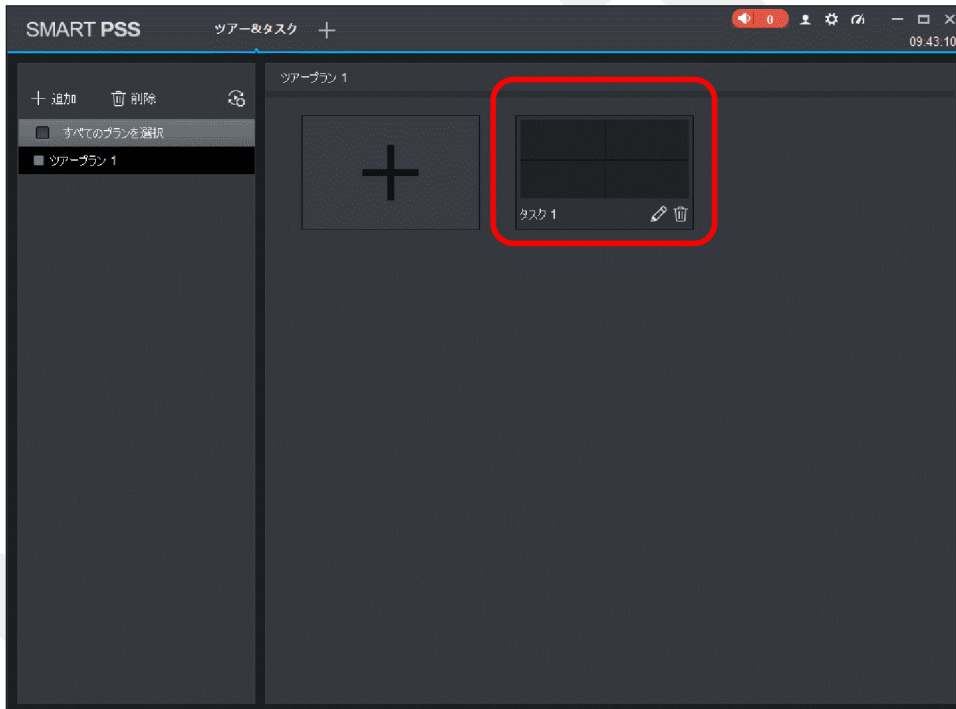 SMART PSS ツアー&タスク
0
09:43:10
追加 削除
すべてのプランを選択
ツアープラン 1
ツアープラン 1
タスク 1